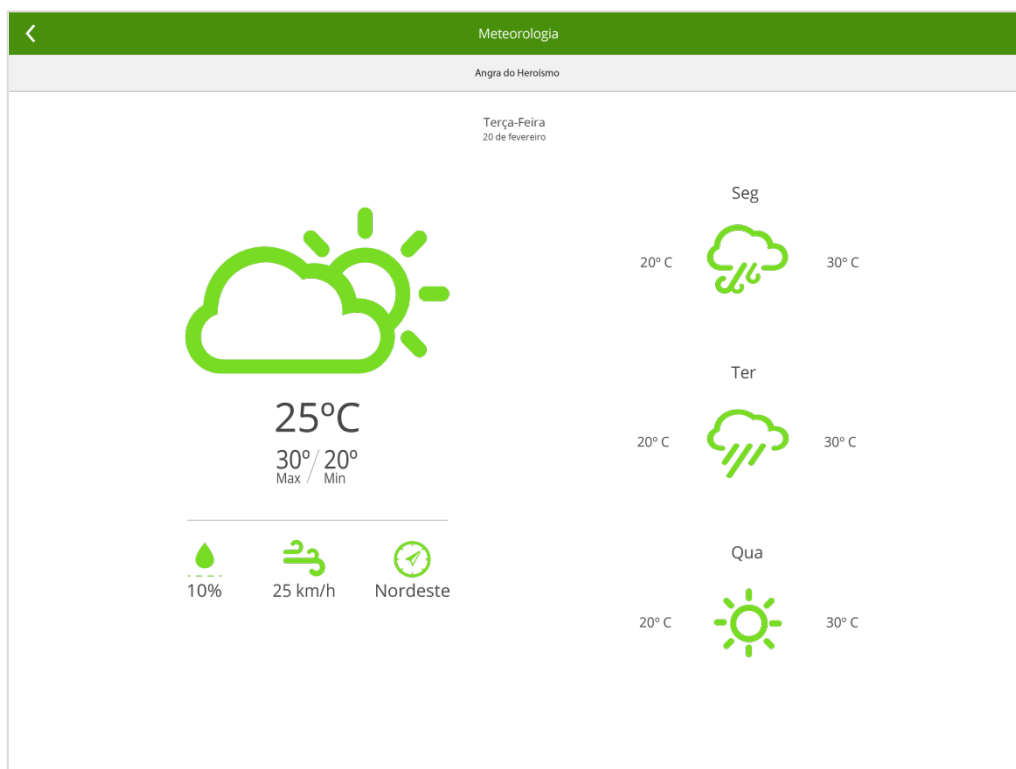 Meteorologia
Angra do Heroísmo
Terça-Feira
20 de fevereiro
25ºC
30º/20º
Max / Min
10%
25 km/h
Nordeste
Seg
20º C
30º C
Ter
20º C
30º C
Qua
20º C
30º C